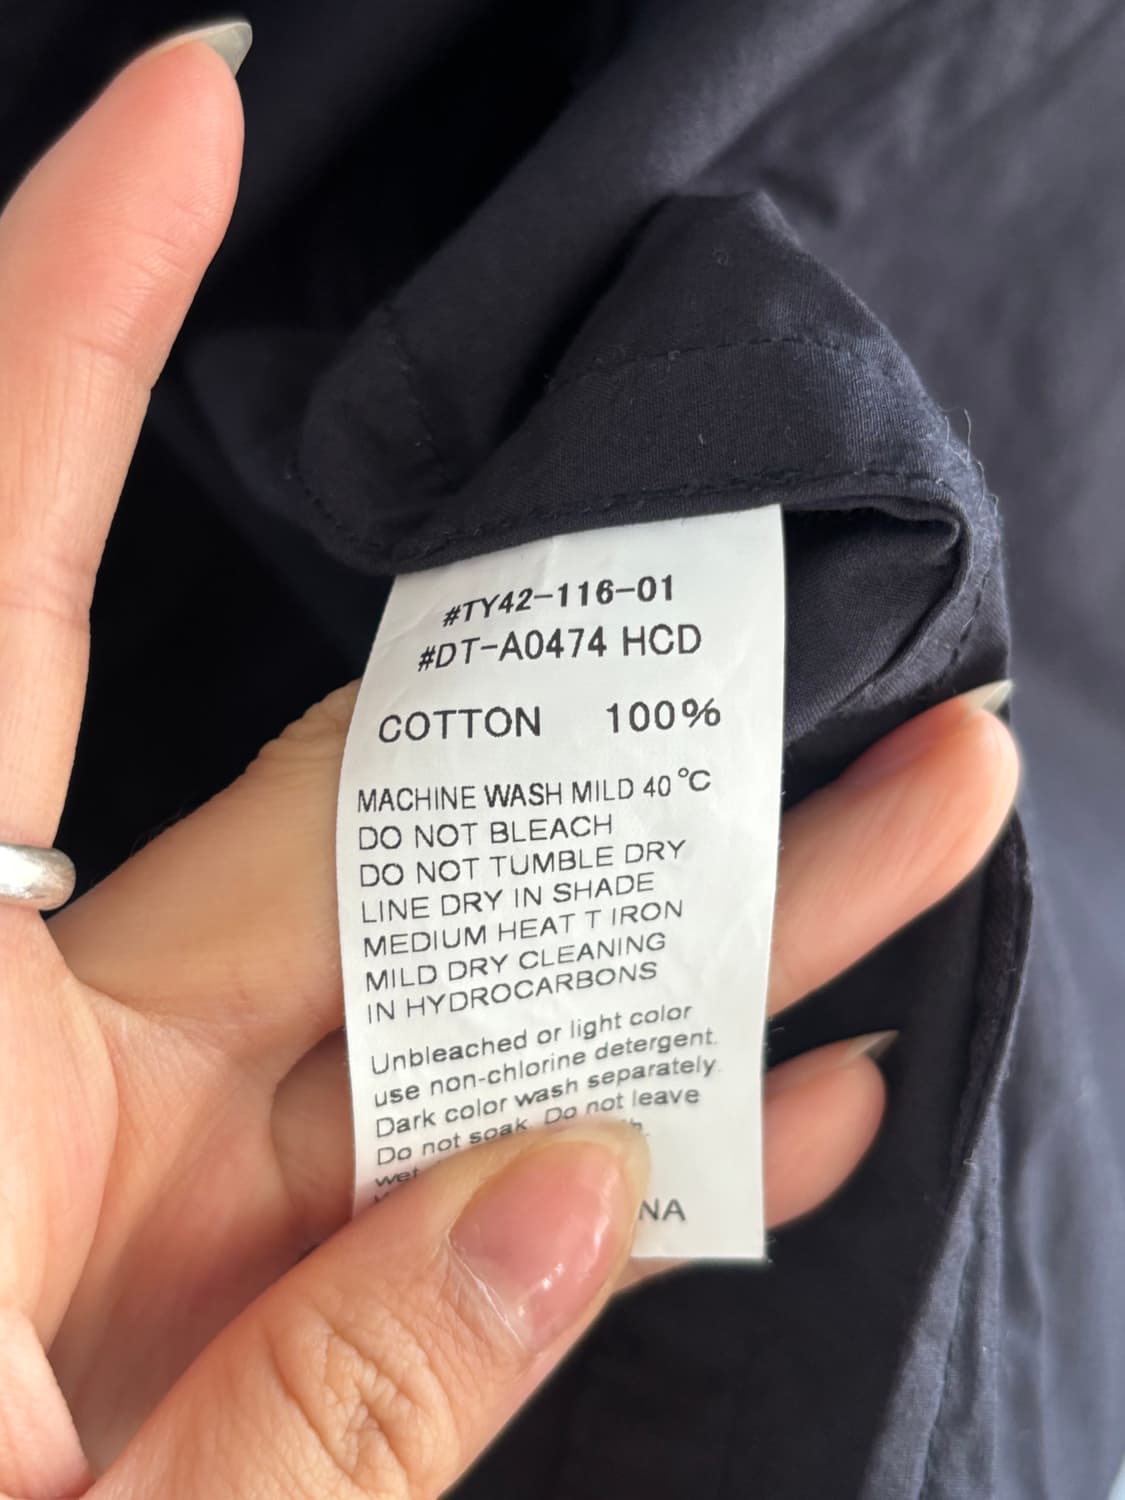 #TY42-116-01
#DT-A0474 HCD
COTTON 100%
MACHINE WASH MILD 40℃
DO NOT BLEACH
DO NOT TUMBLE DRY
LINE DRY IN SHADE
MEDIUM HEAT T IRON
MILD DRY CLEANING
IN HYDROCARBONS
Unbleached or light color
use non-chlorine detergent.
Dark color wash separately.
Do not soak. Do not leave
wet